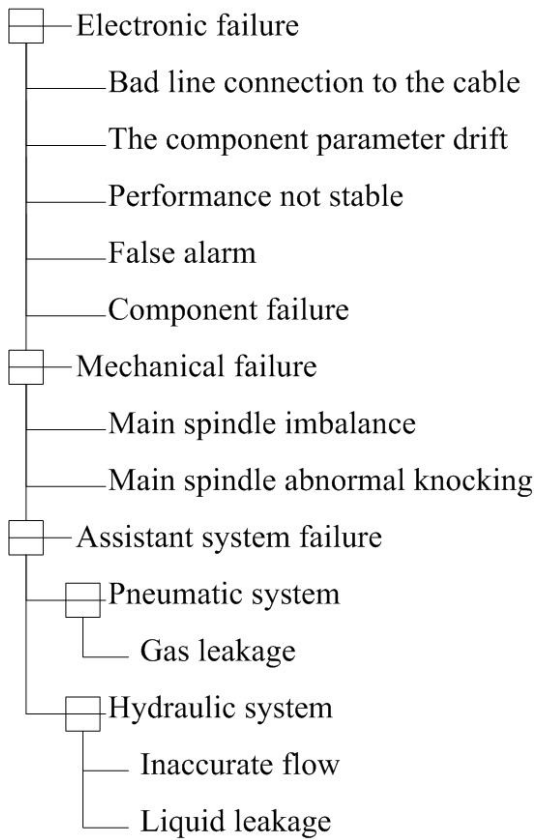 Electronic failure
Bad line connection to the cable
The component parameter drift
Performance not stable
False alarm
Component failure
Mechanical failure
Main spindle imbalance
Main spindle abnormal knocking
Assistant system failure
Pneumatic system
Gas leakage
Hydraulic system
Inaccurate flow
Liquid leakage